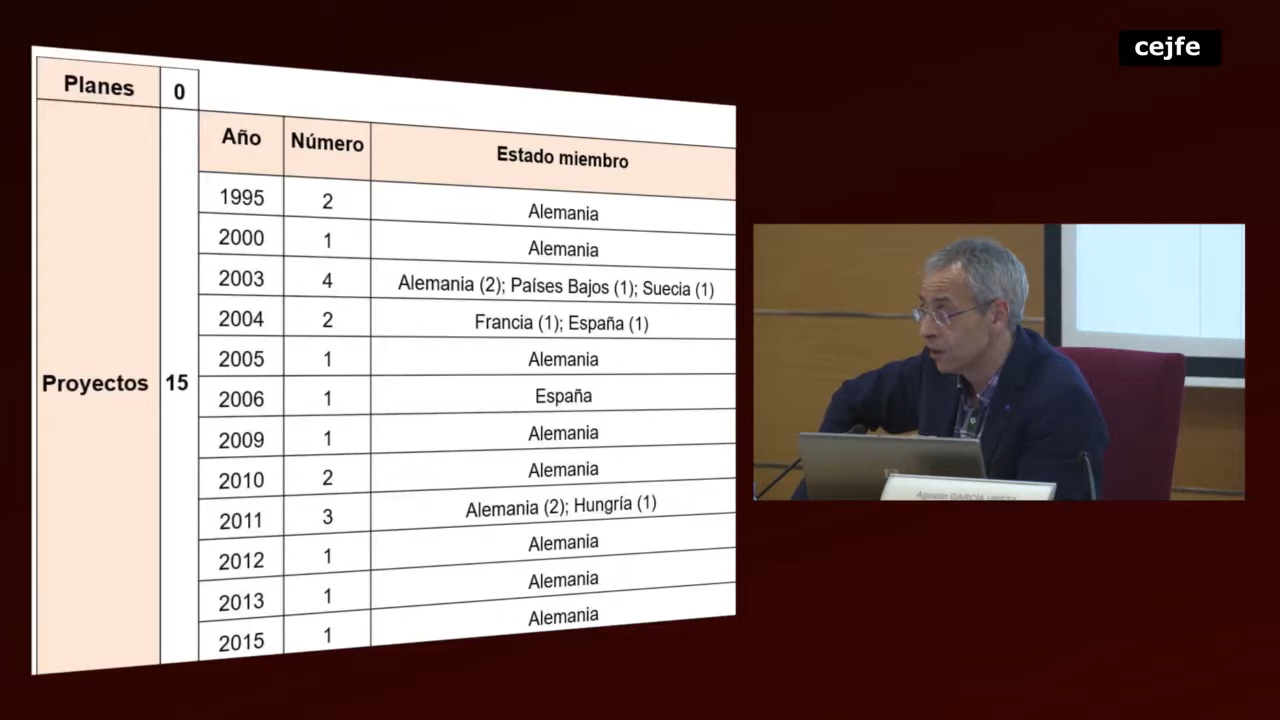 cejfe
Planes 0
Año Número Estado miembro
1995 2 Alemania
2000 1 Alemania
2003 4 Alemania (2); Países Bajos (1); Suecia (1)
2004 2 Francia (1); España (1)
2005 1 Alemania
Proyectos 15
2006 1 España
2009 1 Alemania
2010 2 Alemania
2011 3 Alemania (2); Hungría (1)
2012 1 Alemania
2013 1 Alemania
2015 1 Alemania
Agustín GARCÍA